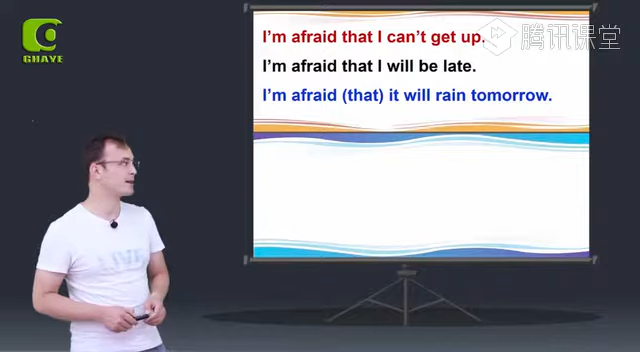 GHAYE
腾讯课堂
I'm afraid that I can't get up.
I'm afraid that I will be late.
I'm afraid (that) it will rain tomorrow.